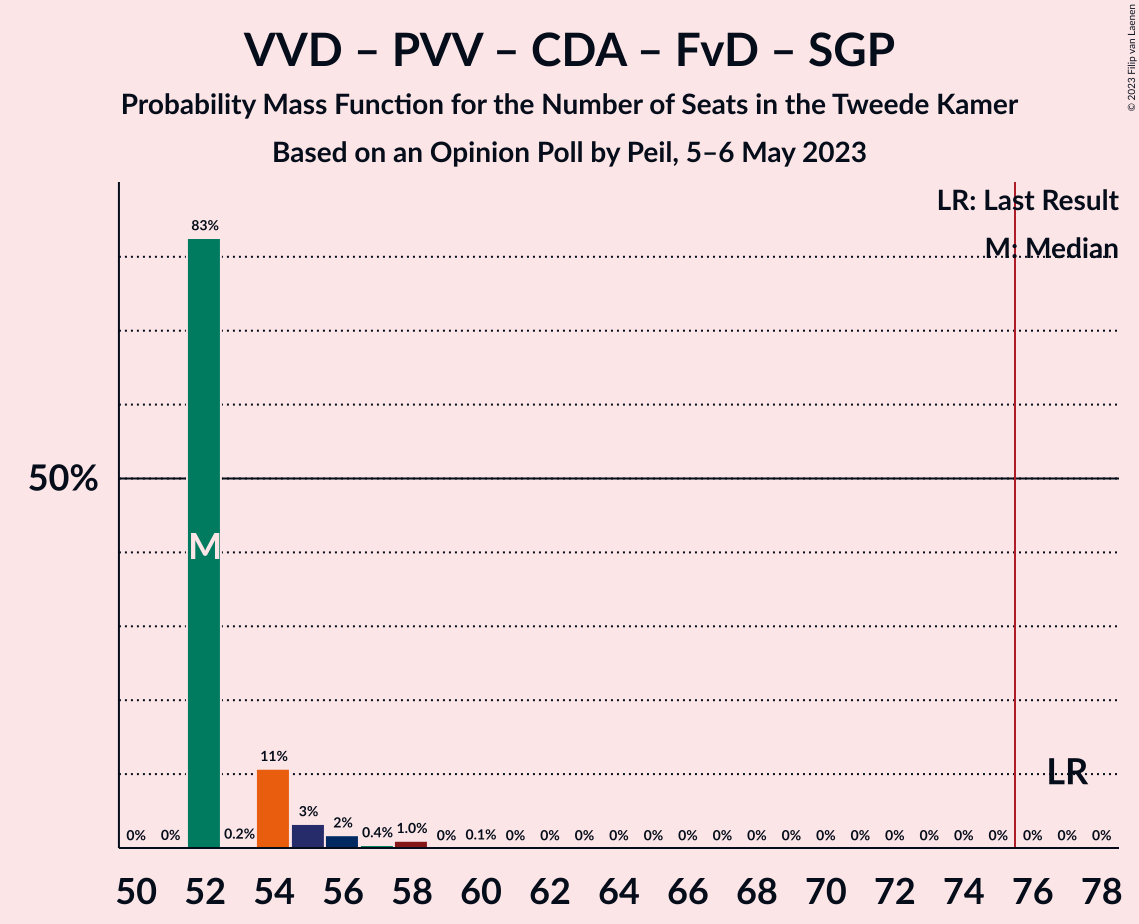 VVD – PVV – CDA – FvD – SGP
Probability Mass Function for the Number of Seats in the Tweede Kamer
Based on an Opinion Poll by Peil, 5–6 May 2023
© 2023 Filip van Laenen
LR: Last Result
M: Median
50%
M
LR
0% 0% 83% 0.2% 11% 3% 2% 0.4% 1.0% 0% 0.1% 0% 0% 0% 0% 0% 0% 0% 0% 0% 0% 0% 0% 0% 0% 0% 0% 0% 0%
50 52 54 56 58 60 62 64 66 68 70 72 74 76 78